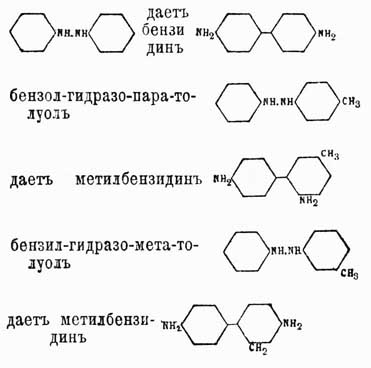 NH.NH даетъ бензи динъ NH2 NH2
бензол-гидразо-пара-то-
луолъ
NH.NH CH3
даетъ метилбензидинъ NH2 CH3 NH2
бензил-гидразо-мета-то-
луолъ
NH.NH CH3
даетъ метилбензи-
динъ
NH2 NH2 CH2